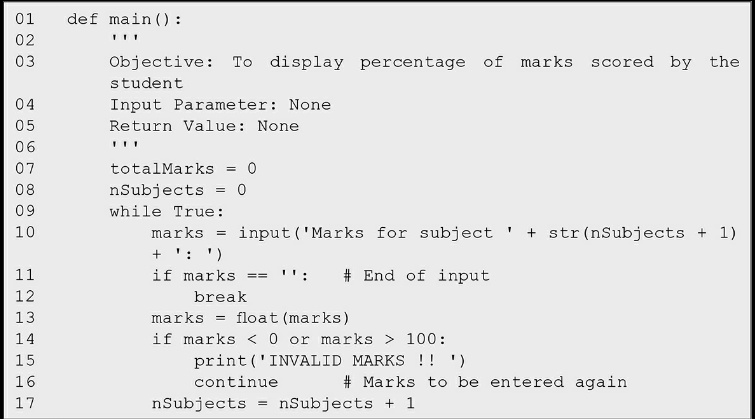 01 def main():
02 '''
03 Objective: To display percentage of marks scored by the
student
04 Input Parameter: None
05 Return Value: None
06 '''
07 totalMarks = 0
08 nSubjects = 0
09 while True:
10 marks = input('Marks for subject ' + str(nSubjects + 1)
+ ': ')
11 if marks == '': # End of input
12 break
13 marks = float(marks)
14 if marks < 0 or marks > 100:
15 print('INVALID MARKS !! ')
16 continue # Marks to be entered again
17 nSubjects = nSubjects + 1